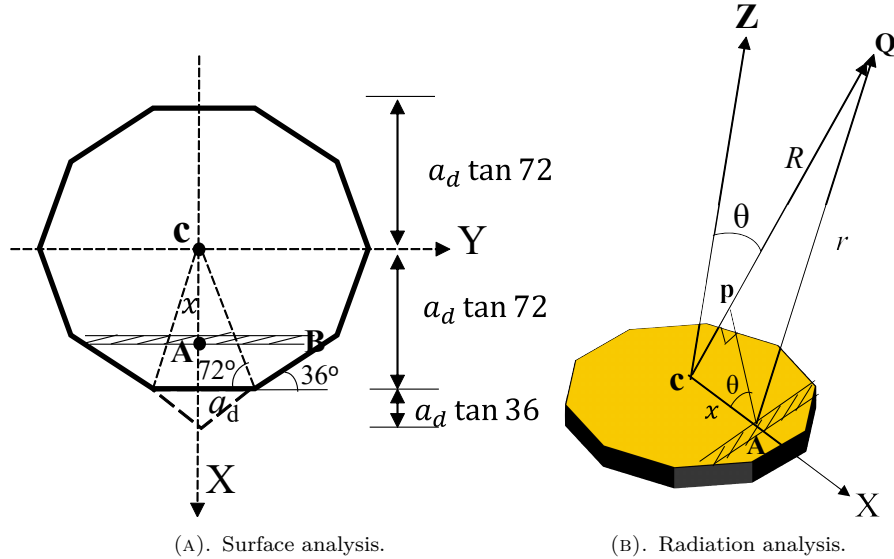 C
Y
x
A
B
72°
36°
a_d
X
a_d tan 72
a_d tan 72
a_d tan 36
(A). Surface analysis.
Z
Q
R
θ
r
p
C
θ
x
A
X
(B). Radiation analysis.